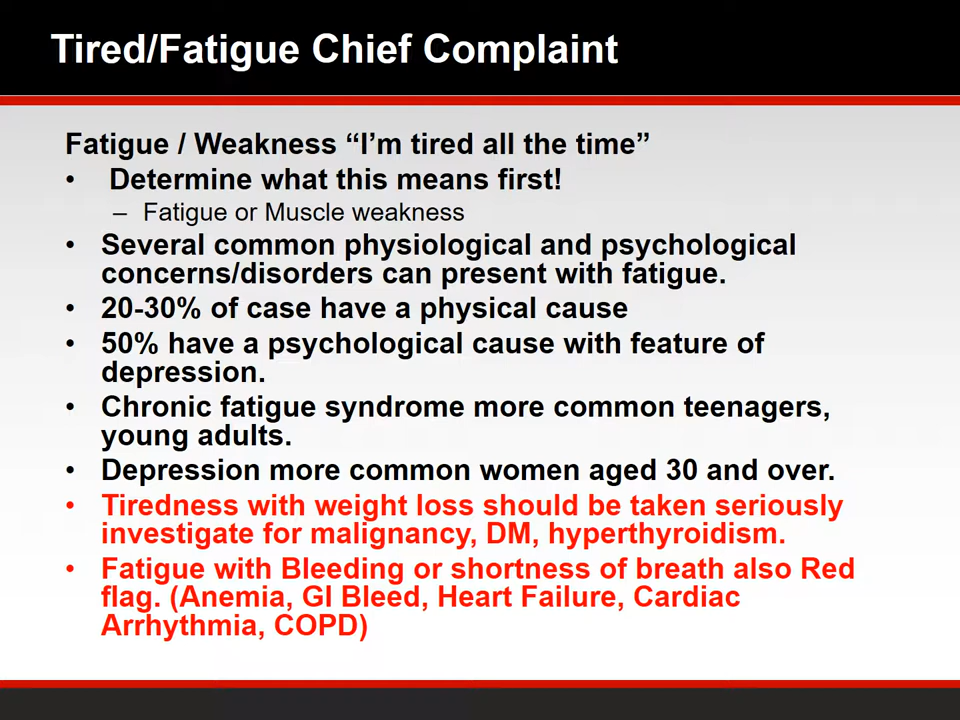 Tired/Fatigue Chief Complaint
Fatigue / Weakness “I’m tired all the time”
• Determine what this means first!
– Fatigue or Muscle weakness
• Several common physiological and psychological
concerns/disorders can present with fatigue.
• 20-30% of case have a physical cause
• 50% have a psychological cause with feature of
depression.
• Chronic fatigue syndrome more common teenagers,
young adults.
• Depression more common women aged 30 and over.
• Tiredness with weight loss should be taken seriously
investigate for malignancy, DM, hyperthyroidism.
• Fatigue with Bleeding or shortness of breath also Red
flag. (Anemia, GI Bleed, Heart Failure, Cardiac
Arrhythmia, COPD)